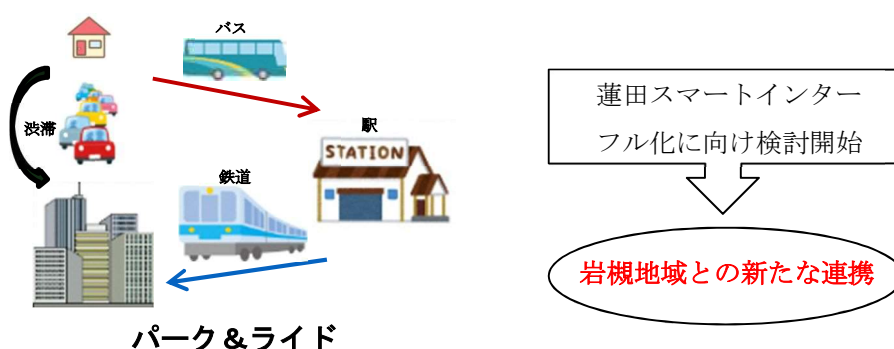 バス
渋滞
駅
STATION
鉄道
パーク＆ライド
蓮田スマートインター
フル化に向け検討開始
岩槻地域との新たな連携